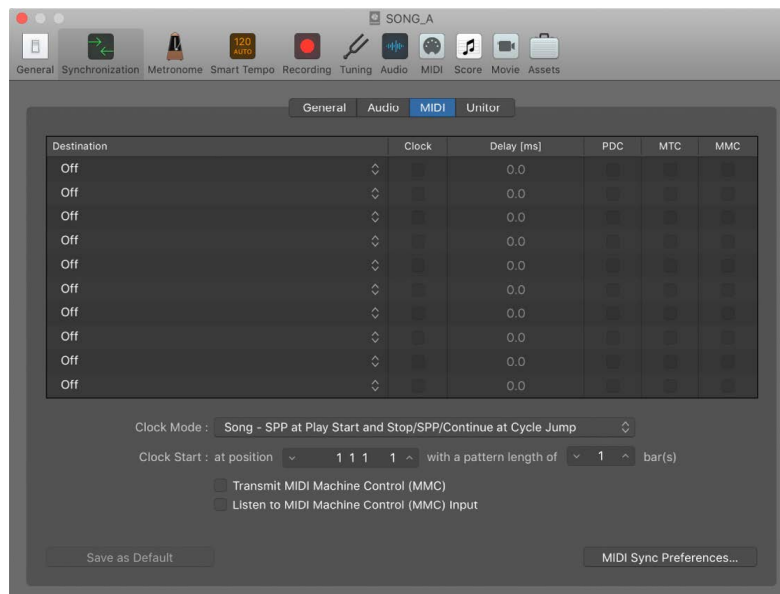 SONG_A
120
AUTO
General Synchronization Metronome Smart Tempo Recording Tuning Audio MIDI Score Movie Assets
General Audio MIDI Unitor
Destination Clock Delay [ms] PDC MTC MMC
Off 0.0
Off 0.0
Off 0.0
Off 0.0
Off 0.0
Off 0.0
Off 0.0
Off 0.0
Off 0.0
Off 0.0
Clock Mode : Song - SPP at Play Start and Stop/SPP/Continue at Cycle Jump
Clock Start : at position 1 1 1 1 with a pattern length of 1 bar(s)
Transmit MIDI Machine Control (MMC)
Listen to MIDI Machine Control (MMC) Input
Save as Default MIDI Sync Preferences...